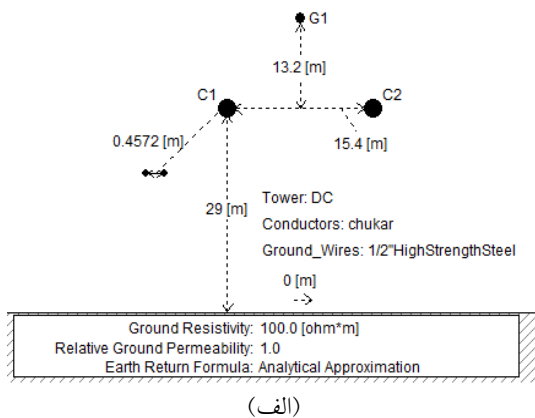 G1
13.2 [m]
C1
C2
0.4572 [m]
15.4 [m]
29 [m]
Tower: DC
Conductors: chukar
Ground_Wires: 1/2"HighStrengthSteel
0 [m]
Ground Resistivity: 100.0 [ohm*m]
Relative Ground Permeability: 1.0
Earth Return Formula: Analytical Approximation
(الف)